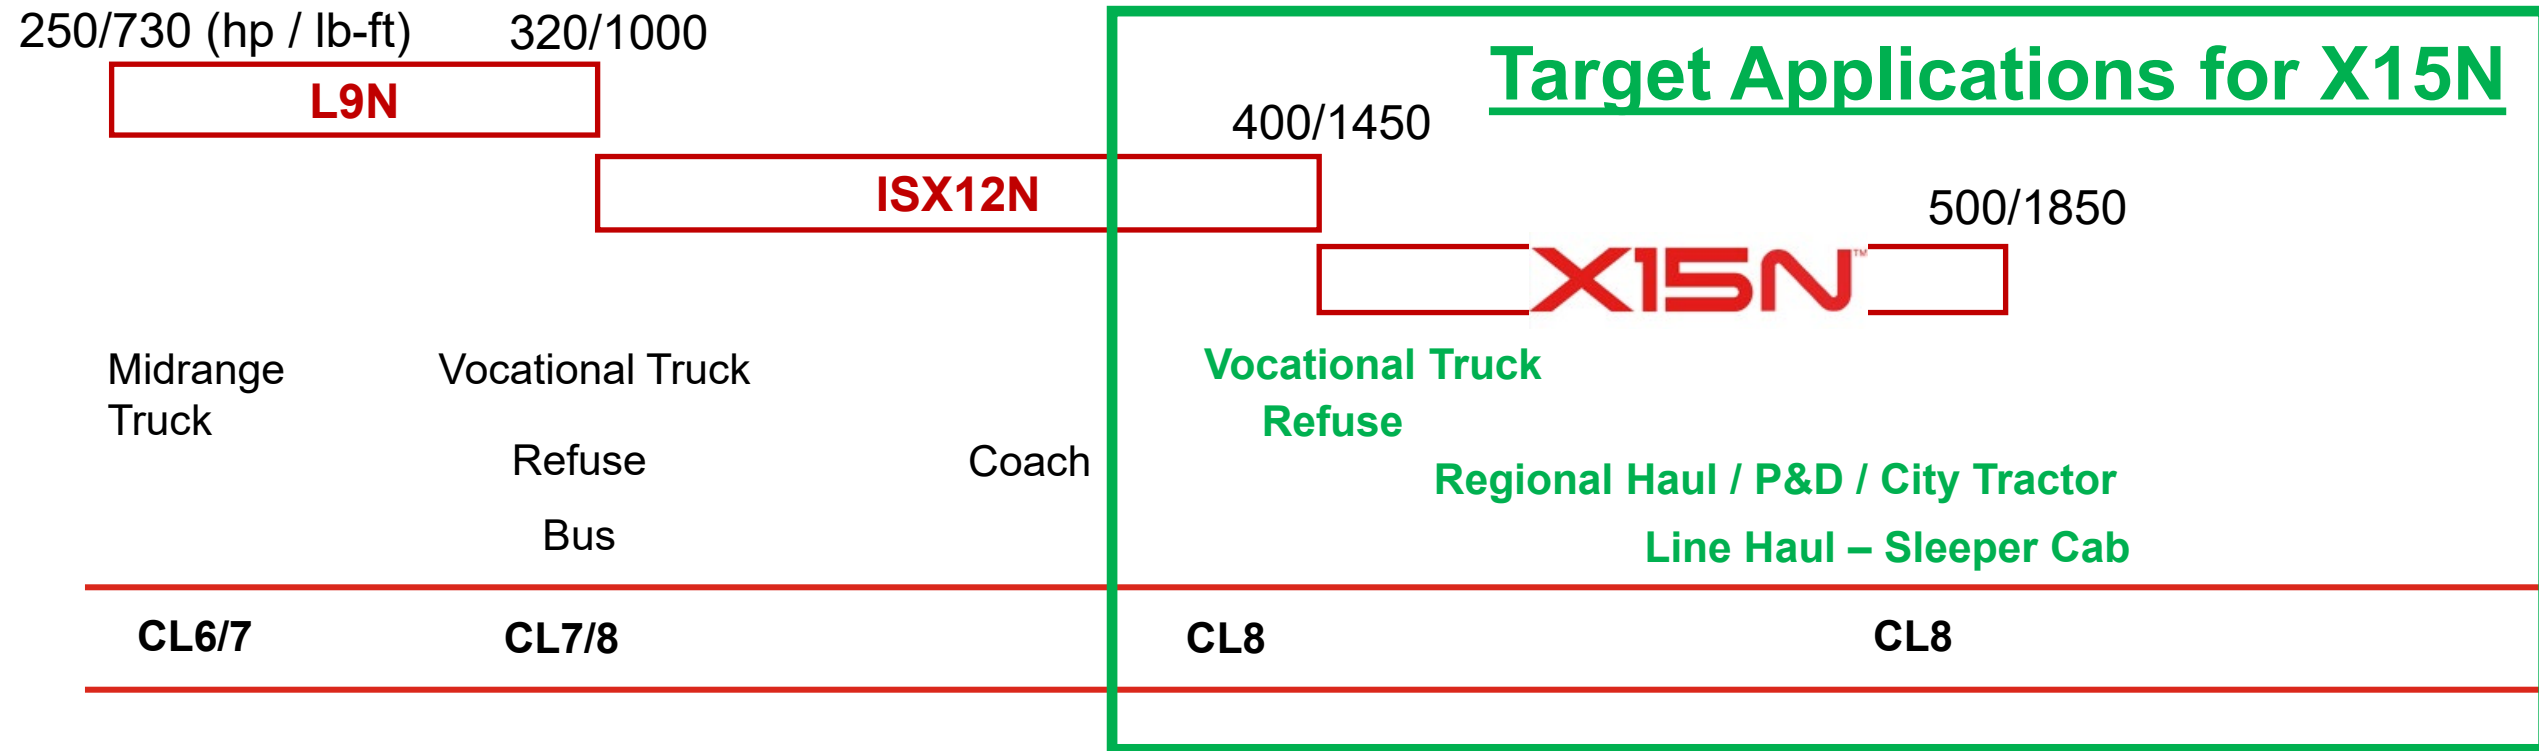 250/730 (hp / lb-ft)
320/1000
Target Applications for X15N
L9N
400/1450
ISX12N
500/1850
X15N™
Midrange
Truck
Vocational Truck
Refuse
Bus
Coach
Vocational Truck
Refuse
Regional Haul / P&D / City Tractor
Line Haul – Sleeper Cab
CL6/7
CL7/8
CL8
CL8